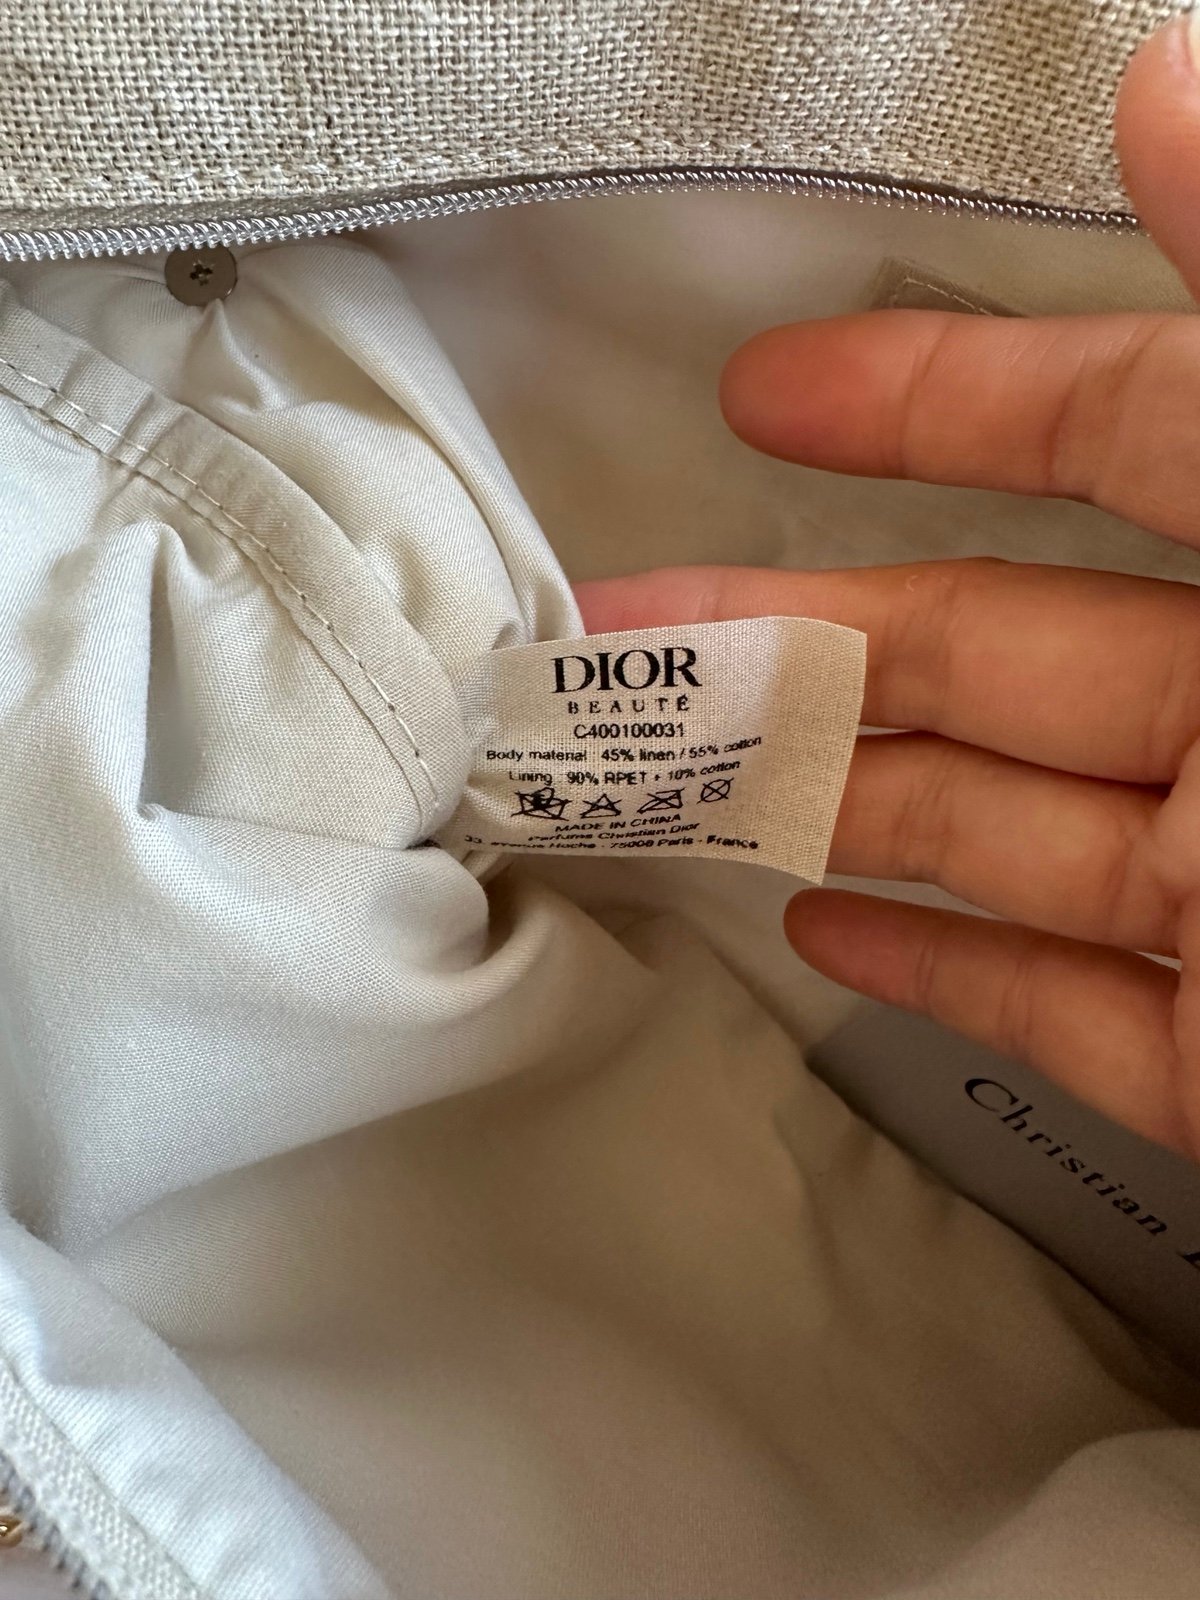 DIOR
BEAUTÉ
C400100031
Body material 45% linen / 55% cotton
Lining 90% RPET + 10% cotton
MADE IN CHINA
Parfums Christian Dior
33 avenue Hoche - 75008 Paris - France
Christian